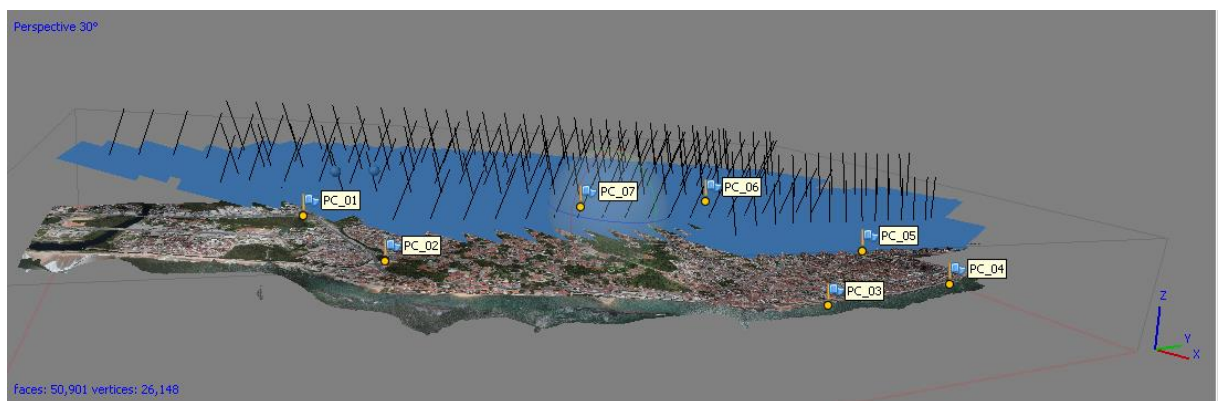 Perspective 30°
PC_01
PC_02
PC_07
PC_06
PC_05
PC_04
PC_03
Z
Y
X
faces: 50,901 vertices: 26,148